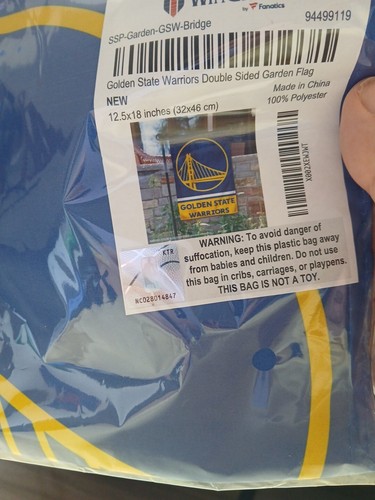 by Fanatics
SSP-Garden-GSW-Bridge
94499119
Golden State Warriors Double Sided Garden Flag
NEW
Made in China
12.5x18 inches (32x46 cm)
100% Polyester
GOLDEN STATE
WARRIORS
KTR
NC028014847
WARNING: To avoid danger of
suffocation, keep this plastic bag away
from babies and children. Do not use
this bag in cribs, carriages, or playpens.
THIS BAG IS NOT A TOY.